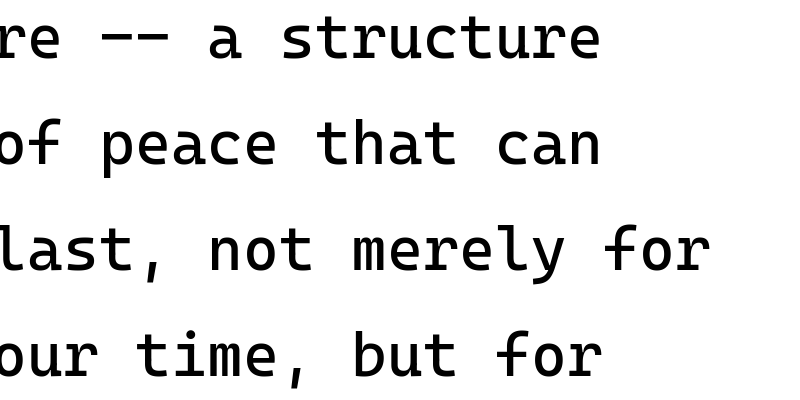 re -- a structure
of peace that can
last, not merely for
our time, but for